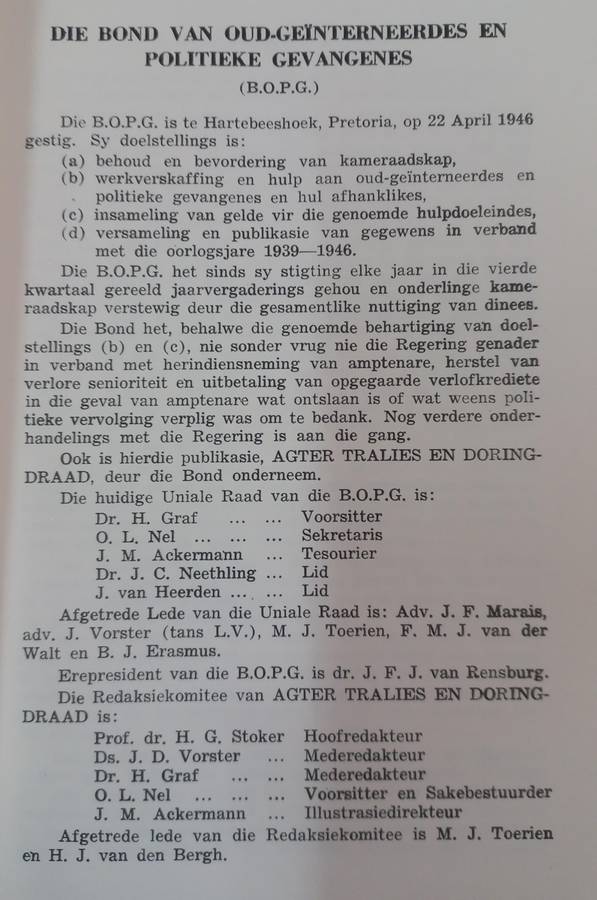 DIE BOND VAN OUD-GEÏNTERNEERDES EN
POLITIEKE GEVANGENES
(B.O.P.G.)
Die B.O.P.G. is te Hartebeeshoek, Pretoria, op 22 April 1946
gestig. Sy doelstellings is:
(a) behoud en bevordering van kameraadskap,
(b) werkverskaffing en hulp aan oud-geïnterneerdes en
politieke gevangenes en hul afhanklikes,
(c) insameling van gelde vir die genoemde hulpdoeleindes,
(d) versameling en publikasie van gegewens in verband
met die oorlogsjare 1939—1946.
Die B.O.P.G. het sinds sy stigting elke jaar in die vierde
kwartaal gereeld jaarvergaderings gehou en onderlinge kame-
raadskap verstewig deur die gesamentlike nuttiging van dinees.
Die Bond het, behalwe die genoemde behartiging van doel-
stellings (b) en (c), nie sonder vrug nie die Regering genader
in verband met herindiensneming van amptenare, herstel van
verlore senioriteit en uitbetaling van opgegaarde verlofkrediete
in die geval van amptenare wat ontslaan is of wat weens poli-
tieke vervolging verplig was om te bedank. Nog verdere onder-
handelings met die Regering is aan die gang.
Ook is hierdie publikasie, AGTER TRALIES EN DORING-
DRAAD, deur die Bond onderneem.
Die huidige Uniale Raad van die B.O.P.G. is:
Dr. H. Graf ... ... Voorsitter
O. L. Nel ... ... ... Sekretaris
J. M. Ackermann ... Tesourier
Dr. J. C. Neethling ... Lid
J. van Heerden ... ... Lid
Afgetrede Lede van die Uniale Raad is: Adv. J. F. Marais,
adv. J. Vorster (tans L.V.), M. J. Toerien, F. M. J. van der
Walt en B. J. Erasmus.
Erepresident van die B.O.P.G. is dr. J. F. J. van Rensburg.
Die Redaksiekomitee van AGTER TRALIES EN DORING-
DRAAD is:
Prof. dr. H. G. Stoker Hoofredakteur
Ds. J. D. Vorster ... Mederedakteur
Dr. H. Graf ... ... Mederedakteur
O. L. Nel ... ... ... Voorsitter en Sakebestuurder
J. M. Ackermann ... Illustrasiedirekteur
Afgetrede lede van die Redaksiekomitee is M. J. Toerien
en H. J. van den Bergh.